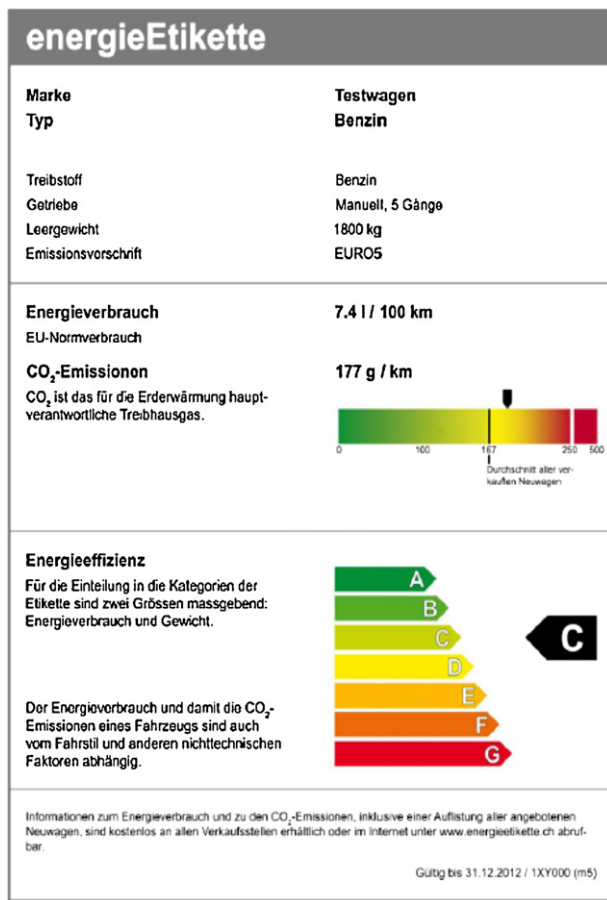 energieEtikette
Marke Testwagen
Typ Benzin
Treibstoff Benzin
Getriebe Manuell, 5 Gänge
Leergewicht 1800 kg
Emissionsvorschrift EURO5
Energieverbrauch 7.4 l / 100 km
EU-Normverbrauch
CO₂-Emissionen 177 g / km
CO₂ ist das für die Erderwärmung haupt-
verantwortliche Treibhausgas.
0 100 167 250 500
Durchschnitt aller ver-
kauften Neuwagen
Energieeffizienz
Für die Einteilung in die Kategorien der
Etikette sind zwei Grössen massgebend:
Energieverbrauch und Gewicht.
A
B
C C
D
E
F
G
Der Energieverbrauch und damit die CO₂-
Emissionen eines Fahrzeugs sind auch
vom Fahrstil und anderen nichttechnischen
Faktoren abhängig.
Informationen zum Energieverbrauch und zu den CO₂-Emissionen, inklusive einer Auflistung aller angebotenen
Neuwagen, sind kostenlos an allen Verkaufsstellen erhältlich oder im Internet unter www.energieetikette.ch abruf-
bar.
Gültig bis 31.12.2012 / 1XY000 (m5)